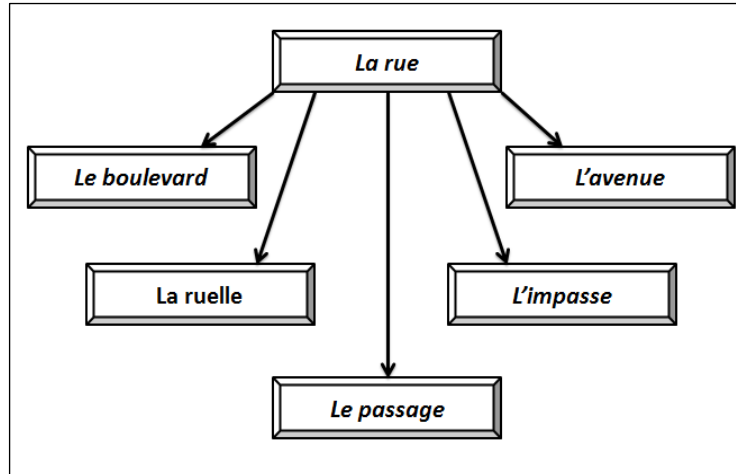 La rue
Le boulevard
L'avenue
La ruelle
L'impasse
Le passage